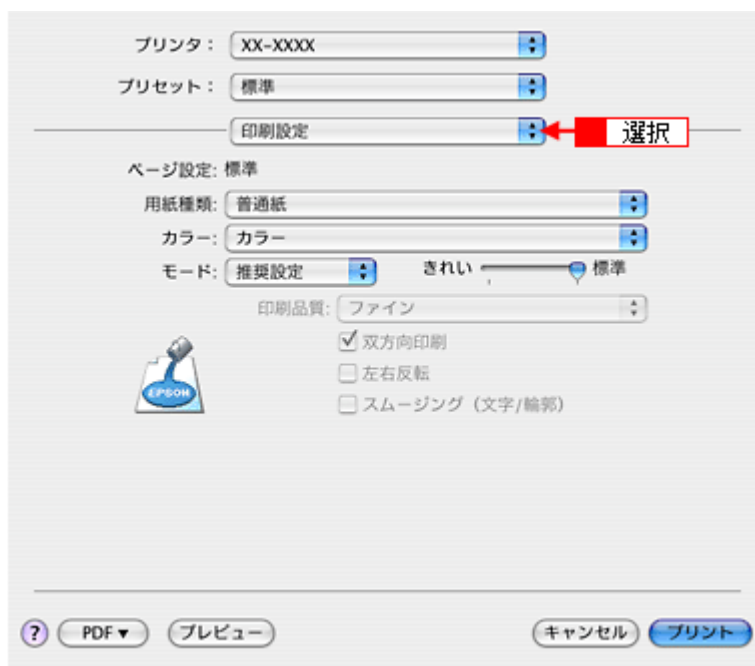 プリンタ： XX-XXXX
プリセット： 標準
印刷設定 選択
ページ設定: 標準
用紙種類: 普通紙
カラー: カラー
モード: 推奨設定 きれい 標準
印刷品質: ファイン
双方向印刷
左右反転
スムージング（文字/輪郭）
EPSON
? PDF▼ プレビュー キャンセル プリント